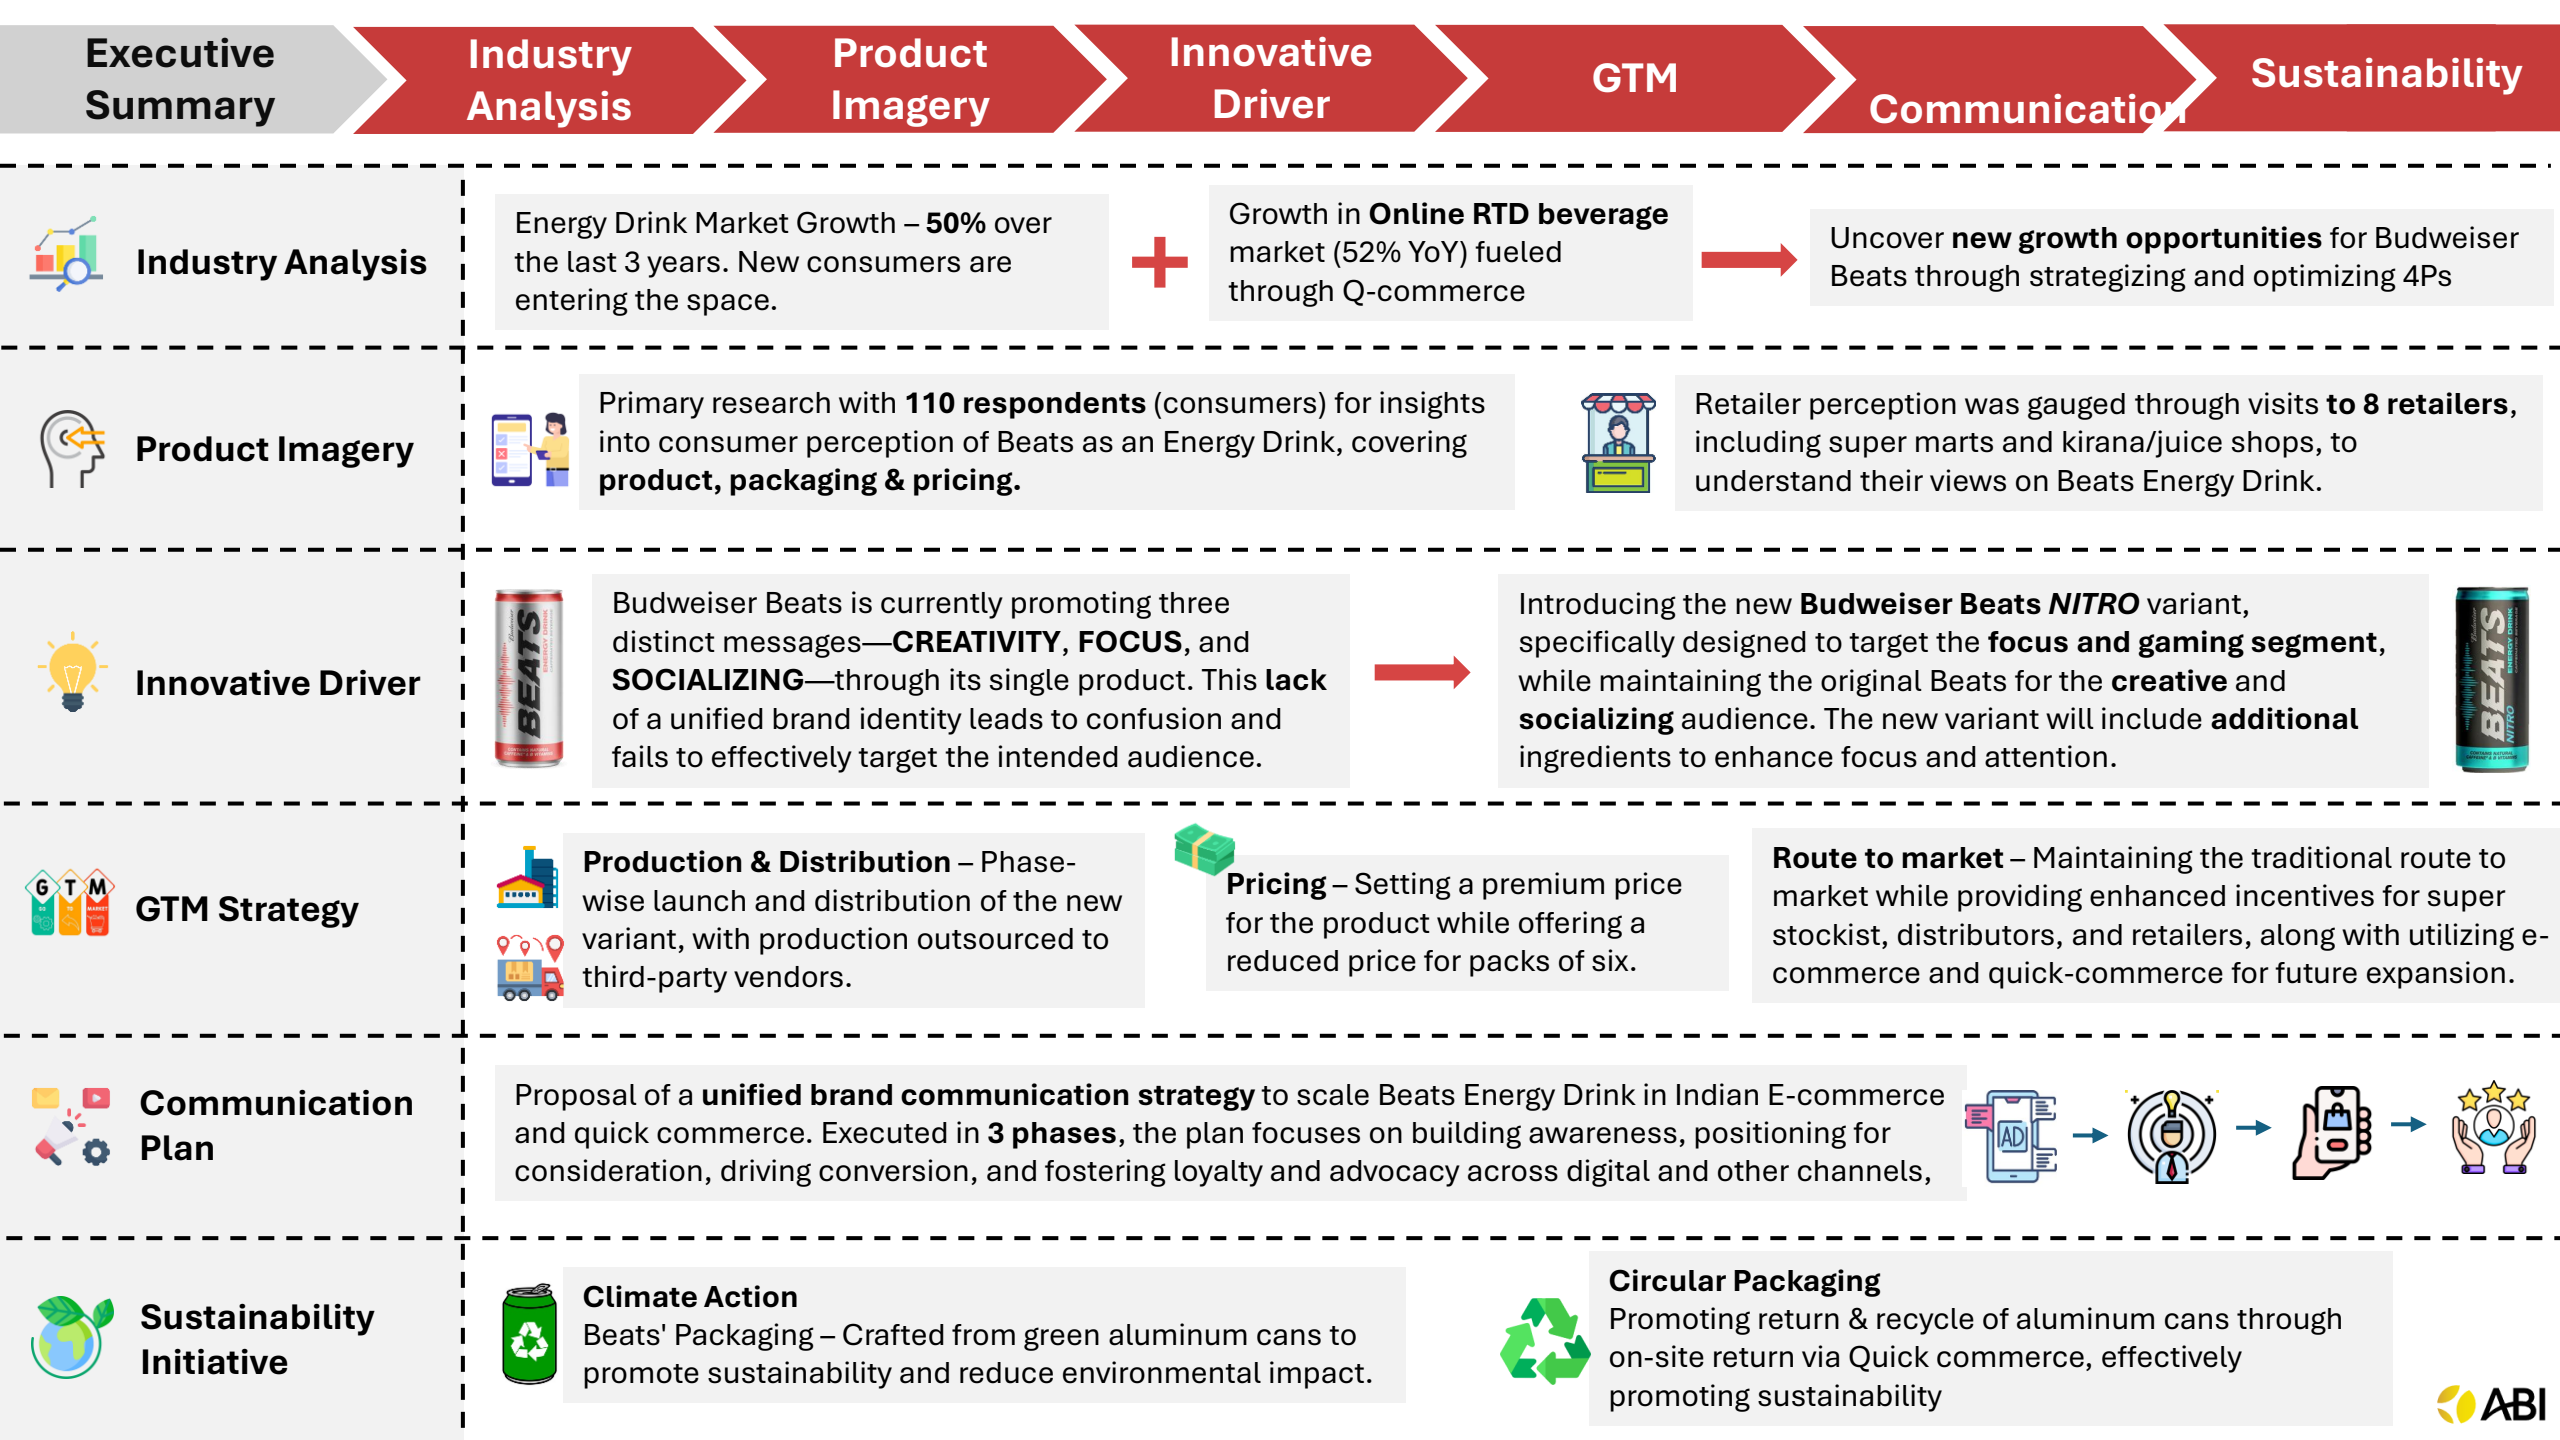 Executive
Summary
Industry
Analysis
Product
Imagery
Innovative
Driver
GTM
Communication
Sustainability
Industry Analysis
Energy Drink Market Growth – 50% over
the last 3 years. New consumers are
entering the space.
Growth in Online RTD beverage
market (52% YoY) fueled
through Q-commerce
Uncover new growth opportunities for Budweiser
Beats through strategizing and optimizing 4Ps
Product Imagery
Primary research with 110 respondents (consumers) for insights
into consumer perception of Beats as an Energy Drink, covering
product, packaging & pricing.
Retailer perception was gauged through visits to 8 retailers,
including super marts and kirana/juice shops, to
understand their views on Beats Energy Drink.
Innovative Driver
Budweiser
BEATS
ENERGY DRINK
Budweiser Beats is currently promoting three
distinct messages—CREATIVITY, FOCUS, and
SOCIALIZING—through its single product. This lack
of a unified brand identity leads to confusion and
fails to effectively target the intended audience.
Introducing the new Budweiser Beats NITRO variant,
specifically designed to target the focus and gaming segment,
while maintaining the original Beats for the creative and
socializing audience. The new variant will include additional
ingredients to enhance focus and attention.
Budweiser
BEATS
ENERGY DRINK
NITRO
GTM Strategy
G T M
GO TO MARKET
Production & Distribution – Phase-
wise launch and distribution of the new
variant, with production outsourced to
third-party vendors.
Pricing – Setting a premium price
for the product while offering a
reduced price for packs of six.
Route to market – Maintaining the traditional route to
market while providing enhanced incentives for super
stockist, distributors, and retailers, along with utilizing e-
commerce and quick-commerce for future expansion.
Communication
Plan
Proposal of a unified brand communication strategy to scale Beats Energy Drink in Indian E-commerce
and quick commerce. Executed in 3 phases, the plan focuses on building awareness, positioning for
consideration, driving conversion, and fostering loyalty and advocacy across digital and other channels,
AD
Sustainability
Initiative
Climate Action
Beats' Packaging – Crafted from green aluminum cans to
promote sustainability and reduce environmental impact.
Circular Packaging
Promoting return & recycle of aluminum cans through
on-site return via Quick commerce, effectively
promoting sustainability
ABI